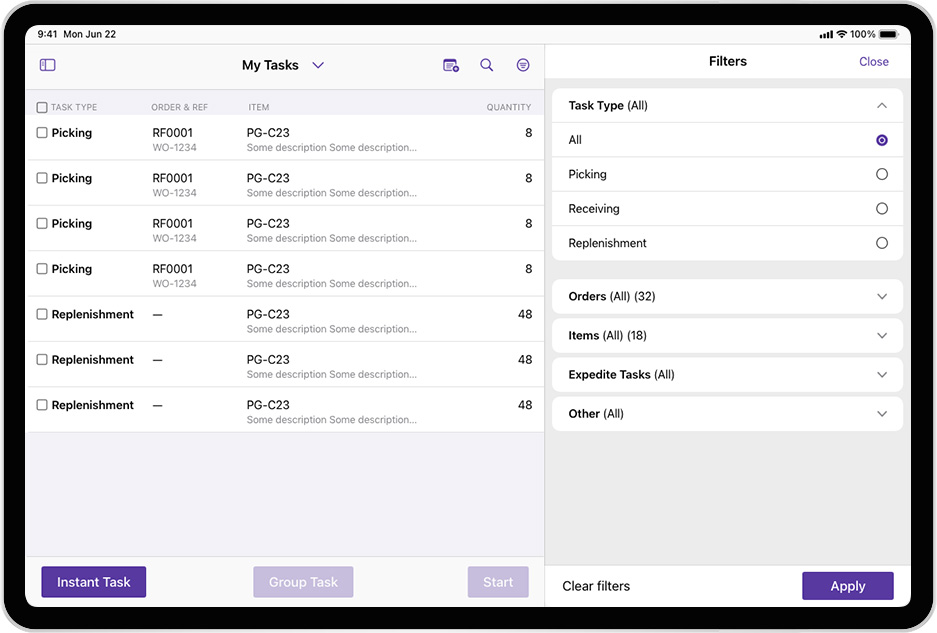 9:41 Mon Jun 22
100%
My Tasks
TASK TYPE ORDER & REF ITEM QUANTITY
Picking RF0001 PG-C23 8
WO-1234 Some description Some description...
Picking RF0001 PG-C23 8
WO-1234 Some description Some description...
Picking RF0001 PG-C23 8
WO-1234 Some description Some description...
Picking RF0001 PG-C23 8
WO-1234 Some description Some description...
Replenishment — PG-C23 48
Some description Some description...
Replenishment — PG-C23 48
Some description Some description...
Replenishment — PG-C23 48
Some description Some description...
Instant Task Group Task Start
Filters Close
Task Type (All)
All
Picking
Receiving
Replenishment
Orders (All) (32)
Items (All) (18)
Expedite Tasks (All)
Other (All)
Clear filters Apply